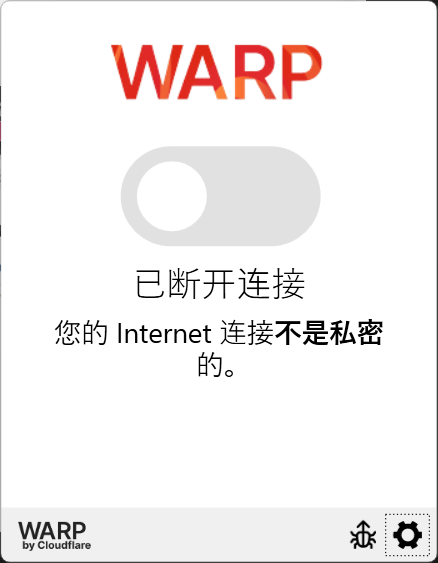 WARP
已断开连接
您的 Internet 连接不是私密
的。
WARP
by Cloudflare